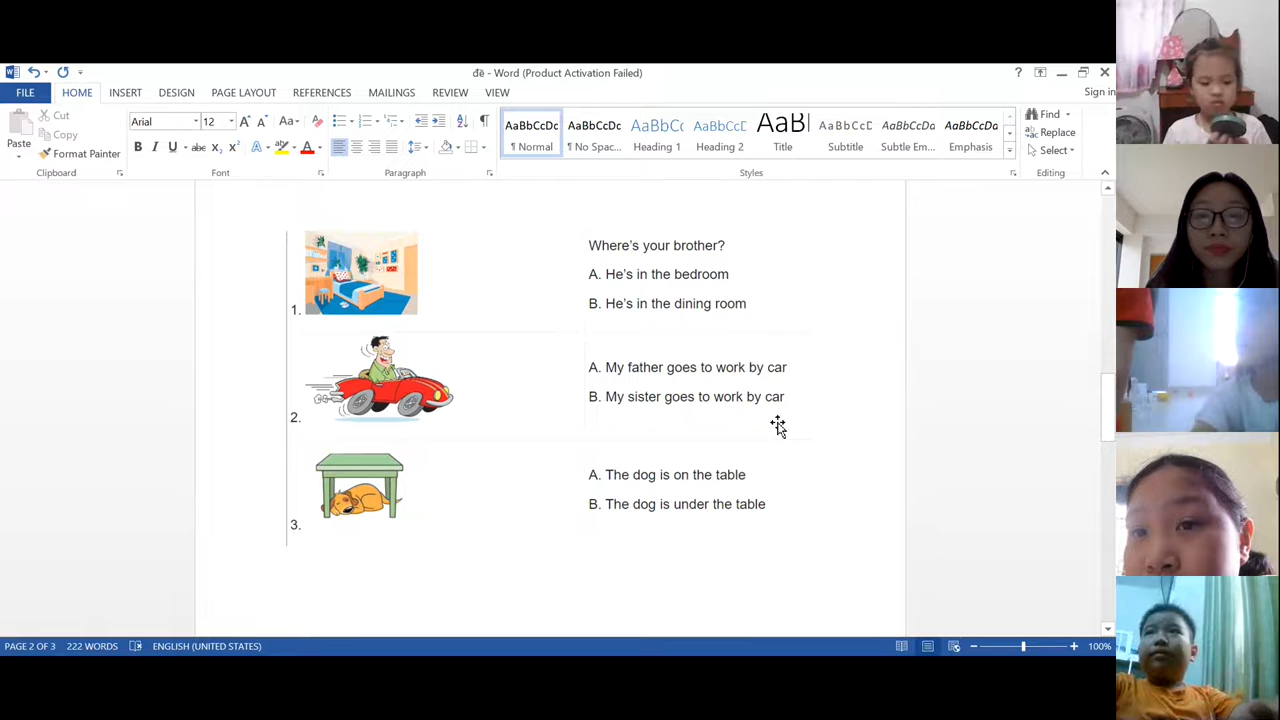 đề - Word (Product Activation Failed)
FILE HOME INSERT DESIGN PAGE LAYOUT REFERENCES MAILINGS REVIEW VIEW
Sign in
Paste
Cut
Copy
Format Painter
Clipboard
Arial 12
Font
Paragraph
AaBbCcDc AaBbCcDc AaBbCc AaBbCcD AaB AaBbCcD AaBbCcDc AaBbCcDc
¶ Normal ¶ No Spac... Heading 1 Heading 2 Title Subtitle Subtle Em... Emphasis
Styles
Find
Replace
Select
Editing
1.
Where's your brother?
A. He's in the bedroom
B. He's in the dining room
2.
A. My father goes to work by car
B. My sister goes to work by car
3.
A. The dog is on the table
B. The dog is under the table
PAGE 2 OF 3 222 WORDS ENGLISH (UNITED STATES) 100%